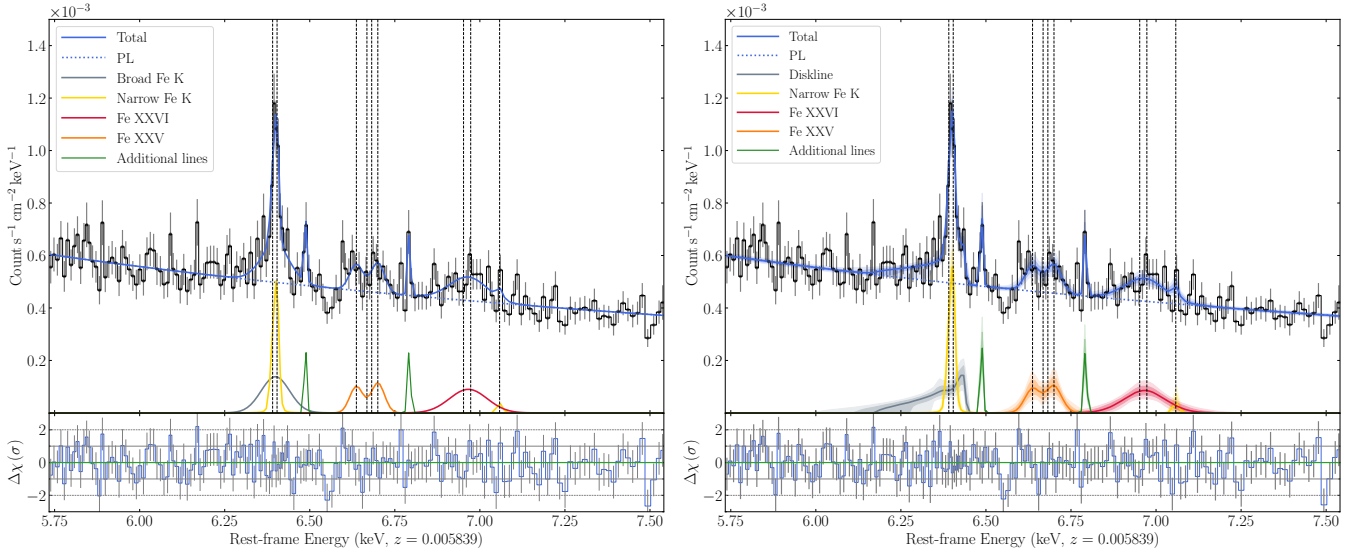 ×10⁻³
1.4
1.2
1.0
0.8
0.6
0.4
0.2
Count s⁻¹ cm⁻² keV⁻¹
Total
PL
Broad Fe K
Narrow Fe K
Fe XXVI
Fe XXV
Additional lines
2
0
−2
Δχ (σ)
5.75 6.00 6.25 6.50 6.75 7.00 7.25 7.50
Rest-frame Energy (keV, z = 0.005839)
×10⁻³
1.4
1.2
1.0
0.8
0.6
0.4
0.2
Count s⁻¹ cm⁻² keV⁻¹
Total
PL
Diskline
Narrow Fe K
Fe XXVI
Fe XXV
Additional lines
2
0
−2
Δχ (σ)
5.75 6.00 6.25 6.50 6.75 7.00 7.25 7.50
Rest-frame Energy (keV, z = 0.005839)